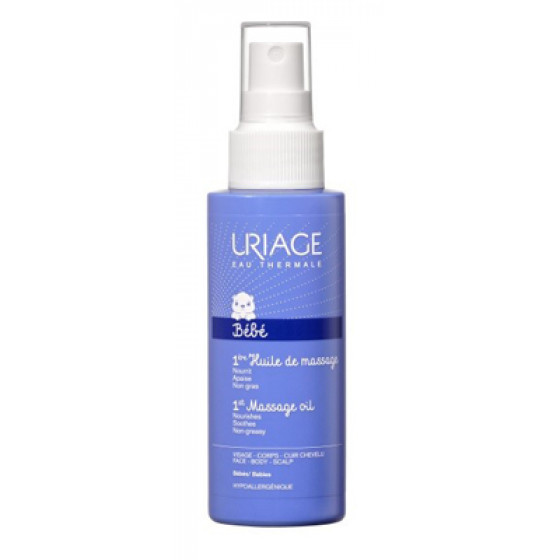 URIAGE
EAU THERMALE
Bébé
1ère Huile de massage
Nourrit
Apaise
Non gras
1st Massage oil
Nourishes
Soothes
Non-greasy
VISAGE - CORPS - CUIR CHEVELU
FACE - BODY - SCALP
Bébés/ Babies
HYPOALLERGÉNIQUE